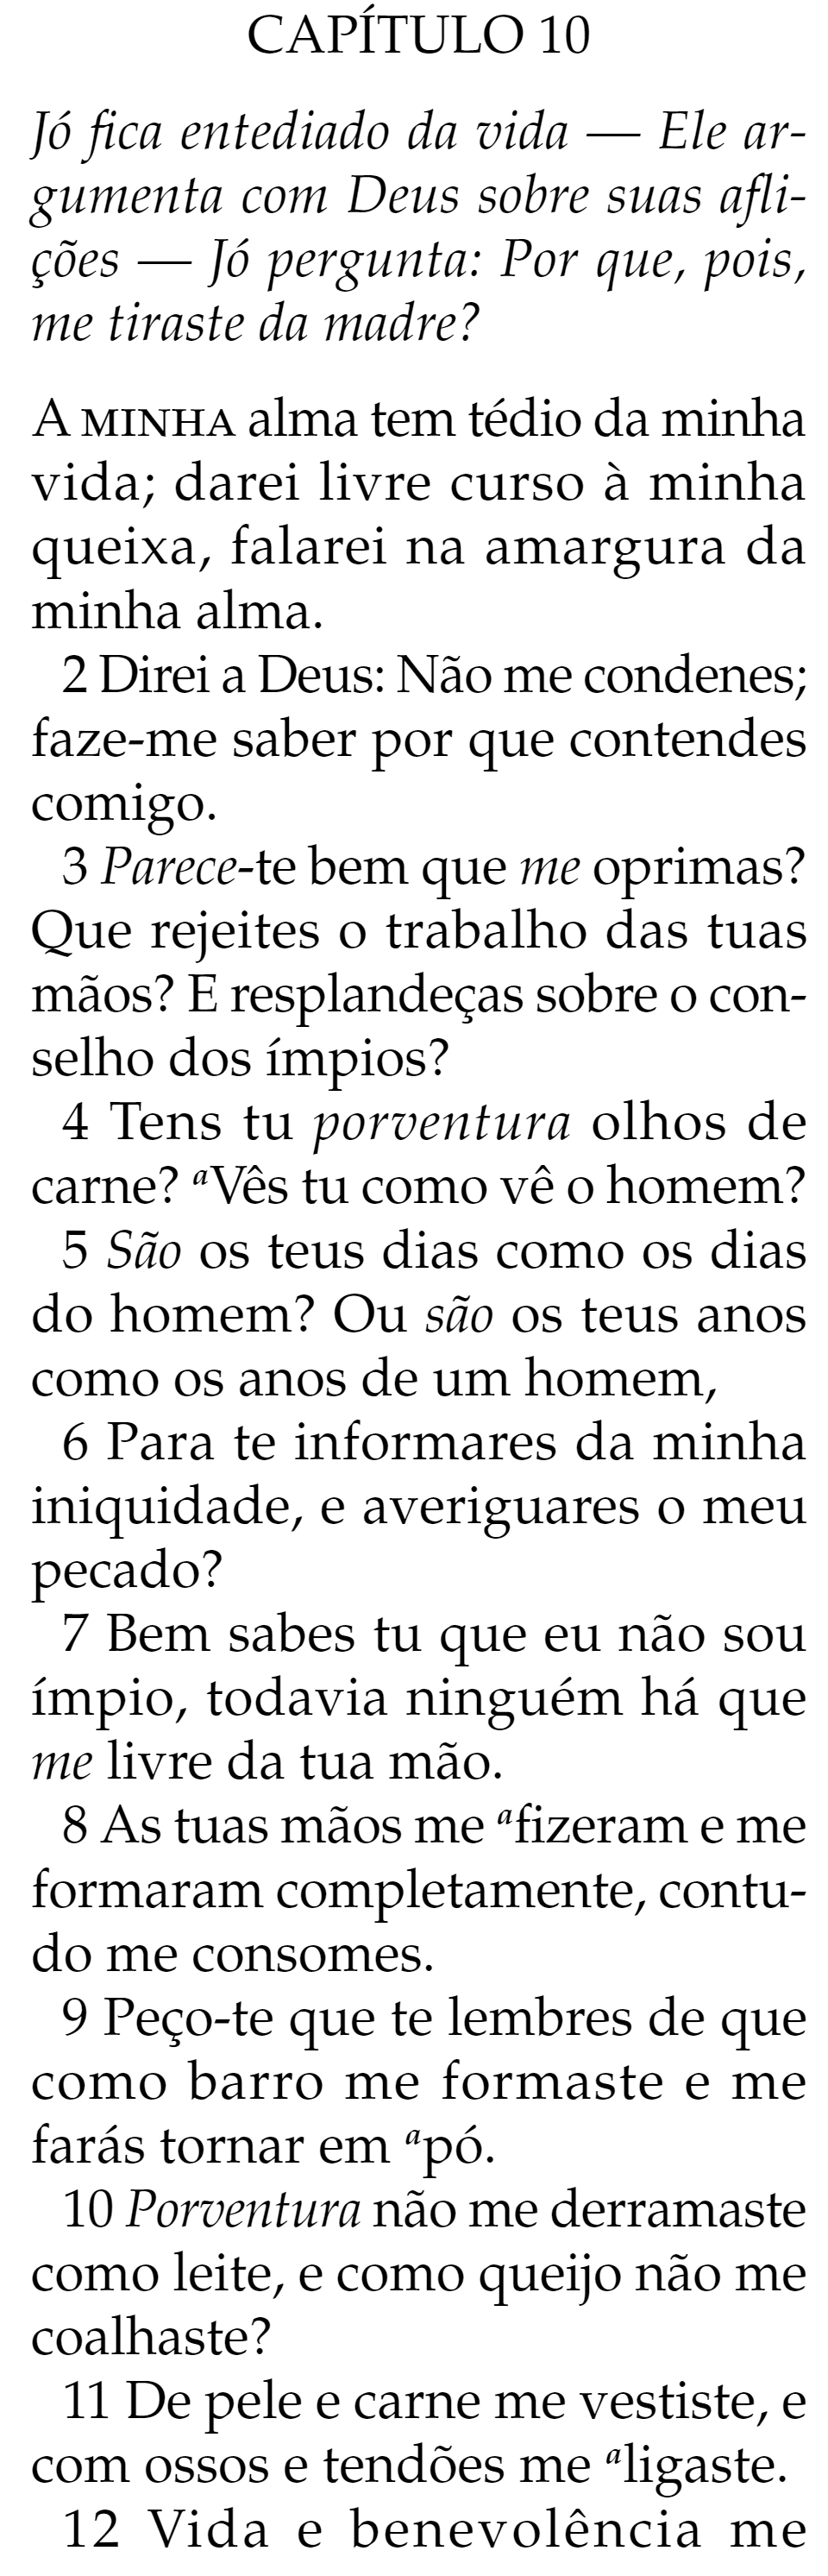 CAPÍTULO 10
Jó fica entediado da vida — Ele ar-
gumenta com Deus sobre suas afli-
ções — Jó pergunta: Por que, pois,
me tiraste da madre?
A MINHA alma tem tédio da minha
vida; darei livre curso à minha
queixa, falarei na amargura da
minha alma.
2 Direi a Deus: Não me condenes;
faze-me saber por que contendes
comigo.
3 Parece-te bem que me oprimas?
Que rejeites o trabalho das tuas
mãos? E resplandeças sobre o con-
selho dos ímpios?
4 Tens tu porventura olhos de
carne? ᵃVês tu como vê o homem?
5 São os teus dias como os dias
do homem? Ou são os teus anos
como os anos de um homem,
6 Para te informares da minha
iniquidade, e averiguares o meu
pecado?
7 Bem sabes tu que eu não sou
ímpio, todavia ninguém há que
me livre da tua mão.
8 As tuas mãos me ᵃfizeram e me
formaram completamente, contu-
do me consomes.
9 Peço-te que te lembres de que
como barro me formaste e me
farás tornar em ᵃpó.
10 Porventura não me derramaste
como leite, e como queijo não me
coalhaste?
11 De pele e carne me vestiste, e
com ossos e tendões me ᵃligaste.
12 Vida e benevolência me